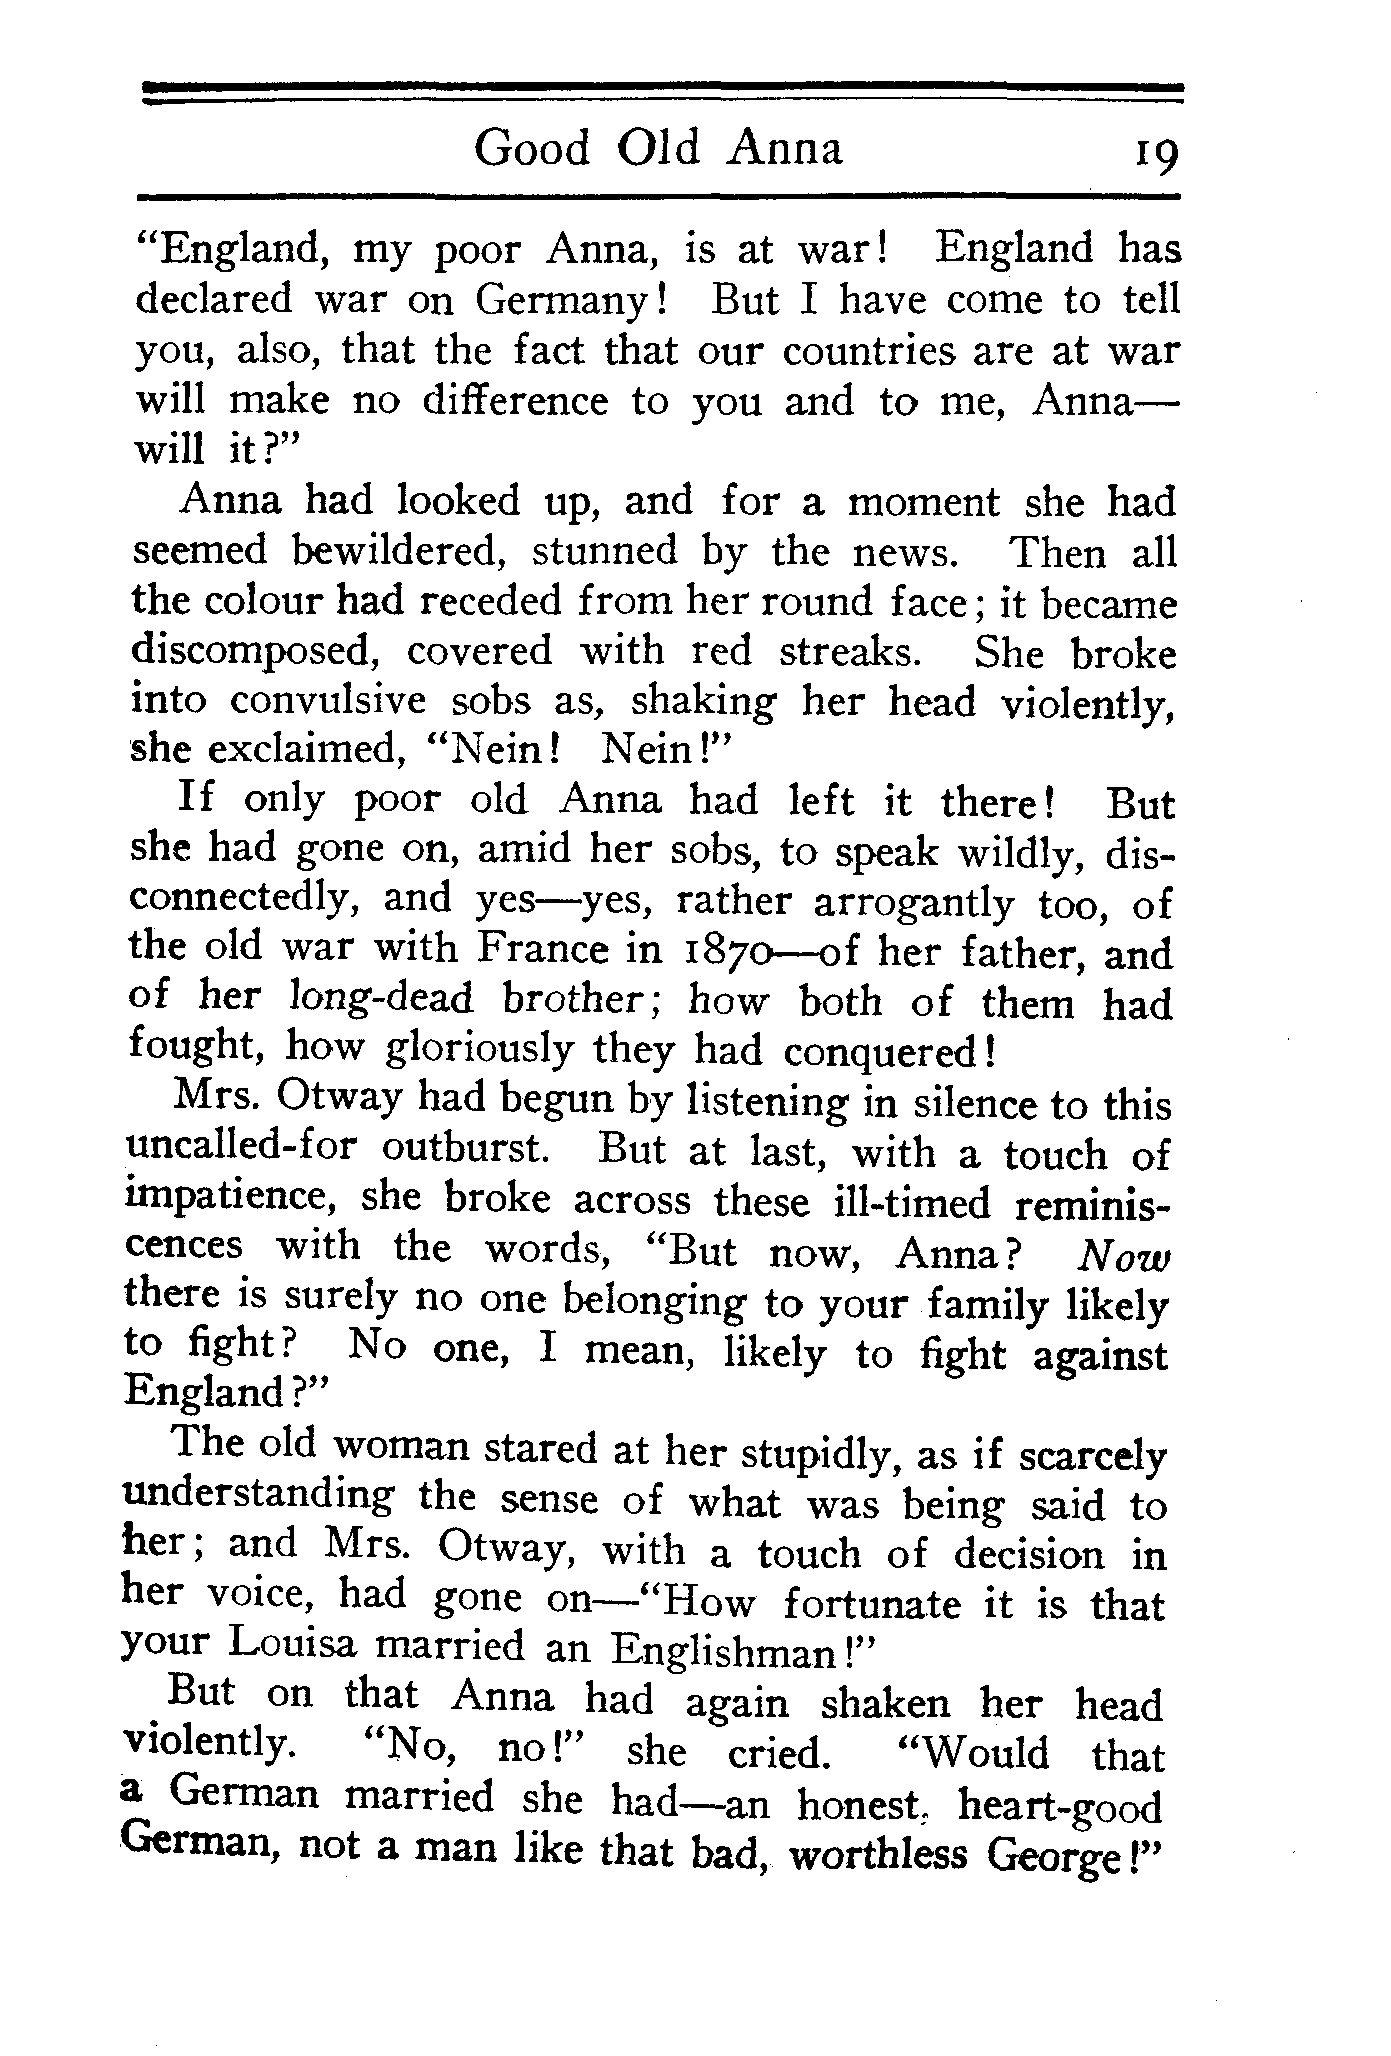 Good Old Anna 19
“England, my poor Anna, is at war! England has
declared war on Germany! But I have come to tell
you, also, that the fact that our countries are at war
will make no difference to you and to me, Anna—
will it?”
Anna had looked up, and for a moment she had
seemed bewildered, stunned by the news. Then all
the colour had receded from her round face; it became
discomposed, covered with red streaks. She broke
into convulsive sobs as, shaking her head violently,
she exclaimed, “Nein! Nein!”
If only poor old Anna had left it there! But
she had gone on, amid her sobs, to speak wildly, dis-
connectedly, and yes—yes, rather arrogantly too, of
the old war with France in 1870—of her father, and
of her long-dead brother; how both of them had
fought, how gloriously they had conquered!
Mrs. Otway had begun by listening in silence to this
uncalled-for outburst. But at last, with a touch of
impatience, she broke across these ill-timed reminis-
cences with the words, “But now, Anna? Now
there is surely no one belonging to your family likely
to fight? No one, I mean, likely to fight against
England?”
The old woman stared at her stupidly, as if scarcely
understanding the sense of what was being said to
her; and Mrs. Otway, with a touch of decision in
her voice, had gone on—“How fortunate it is that
your Louisa married an Englishman!”
But on that Anna had again shaken her head
violently. “No, no!” she cried. “Would that
a German married she had—an honest, heart-good
German, not a man like that bad, worthless George!”